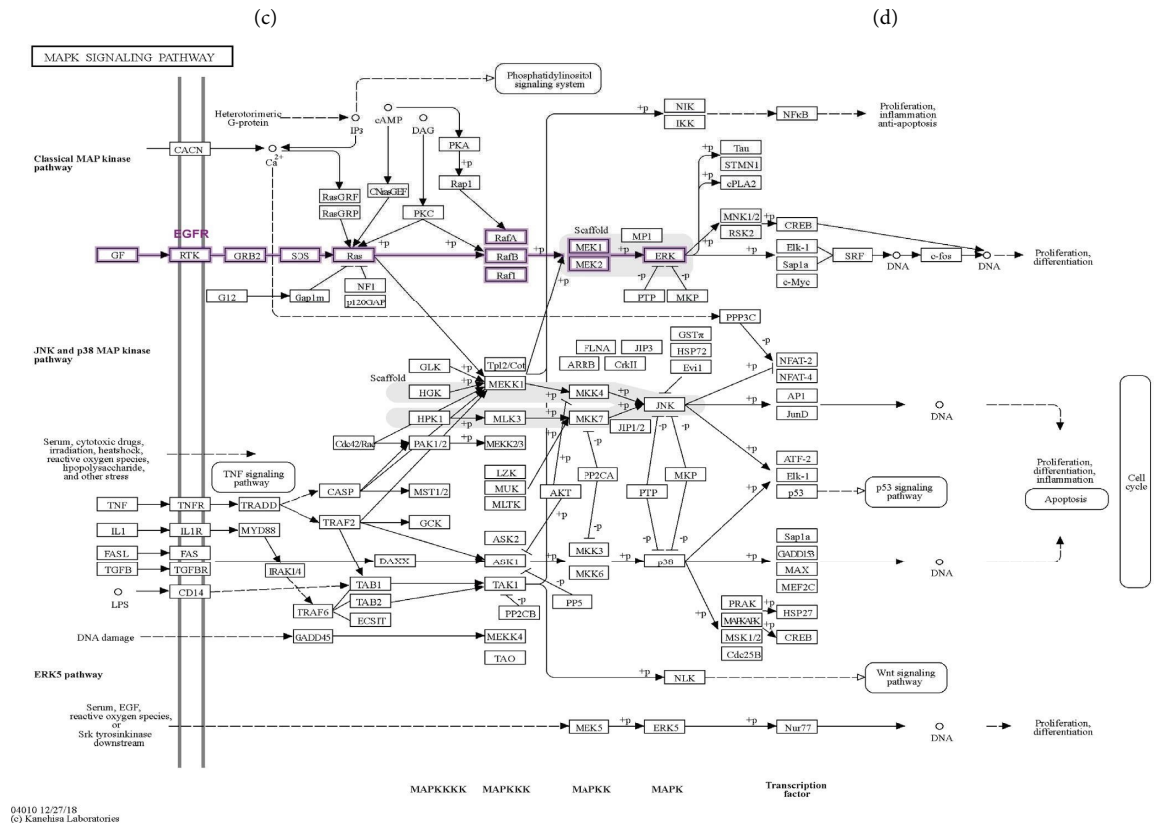 (c)
(d)
MAPK SIGNALING PATHWAY
Phosphatidylinositol
signaling system
Heterotorimeric
G-protein
IP3
cAMP
DAG
PKA
+p
NIK
IKK
NFκB
Proliferation,
inflammation
anti-apoptosis
Classical MAP kinase
pathway
CACN
Ca2+
+p
Rap1
Tau
STMN1
cPLA2
+p
RasGRF
RasGRP
CNrasGEF
PKC
MNK1/2
RSK2
+p
CREB
EGFR
GF
RTK
GRB2
SOS
Ras
+p
+p
RafA
RafB
Raf1
+p
Scaffold
MEK1
MEK2
+p
MP1
ERK
+p
+p
Elk-1
Sap1a
c-Myc
SRF
DNA
c-fos
DNA
Proliferation,
differentiation
G12
Gap1m
NF1
p120GAP
+p
-p
-p
PTP
MKP
PPP3C
-p
JNK and p38 MAP kinase
pathway
GLK
HGK
Scaffold
+p
+p
+p
Tpl2/Cot
MEKK1
FLNA
JIP3
ARRB
CrkII
GSTπ
HSP72
Evi1
NFAT-2
NFAT-4
-p
+p
MKK4
+p
JNK
HPK1
+p
MLK3
+p
MKK7
+p
JIP1/2
+p
AP1
JunD
DNA
Cdc42/Rac
PAK1/2
+p
MEKK2/3
+p
-p
-p
-p
+p
Serum, cytotoxic drugs,
irradiation, heatshock,
reactive oxygen species,
lipopolysaccharide,
and other stress
TNF signaling
pathway
LZK
MUK
MLTK
+p
AKT
PP2CA
PTP
MKP
ATF-2
Elk-1
p53
+p
p53 signaling
pathway
Proliferation,
differentiation,
inflammation
Apoptosis
Cell
cycle
TNF
TNFR
TRADD
CASP
MST1/2
TRAF2
GCK
IL1
IL1R
MYD88
-p
ASK2
-p
MKK3
MKK6
Sap1a
GADD153
MAX
MEF2C
FASL
FAS
DAXX
ASK1
+p
+p
p38
+p
DNA
TGFB
TGFBR
IRAK1/4
LPS
CD14
TAB1
TAB2
ECSIT
TRAF6
TAK1
-p
-p
PP5
PP2CB
+p
PRAK
MAPKAPK
MSK1/2
Cdc25B
+p
+p
HSP27
CREB
DNA damage
GADD45
MEKK4
TAO
ERK5 pathway
+p
NLK
Wnt signaling
pathway
Serum, EGF,
reactive oxygen species,
or
Srk tyrosinkinase
downstream
MEK5
+p
ERK5
+p
Nur77
DNA
Proliferation,
differentiation
MAPKKKK
MAPKKK
MAPKK
MAPK
Transcription
factor
04010 12/27/18
(c) Kanehisa Laboratories